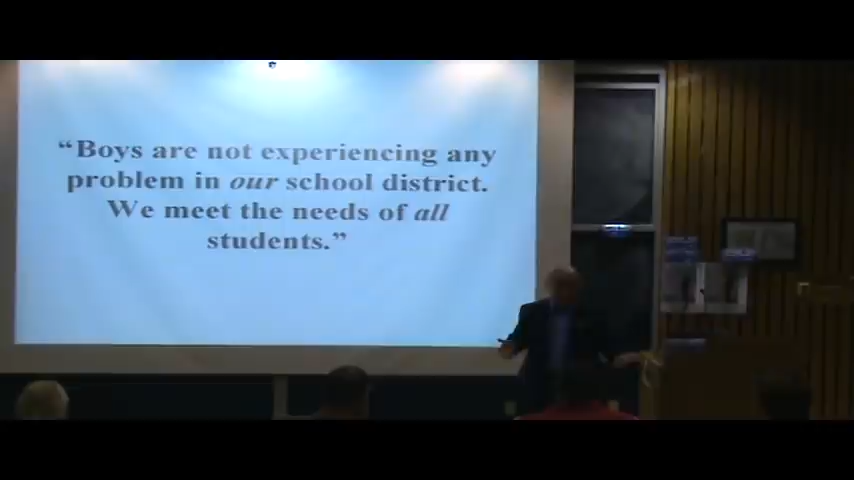 “Boys are not experiencing any
problem in our school district.
We meet the needs of all
students.”